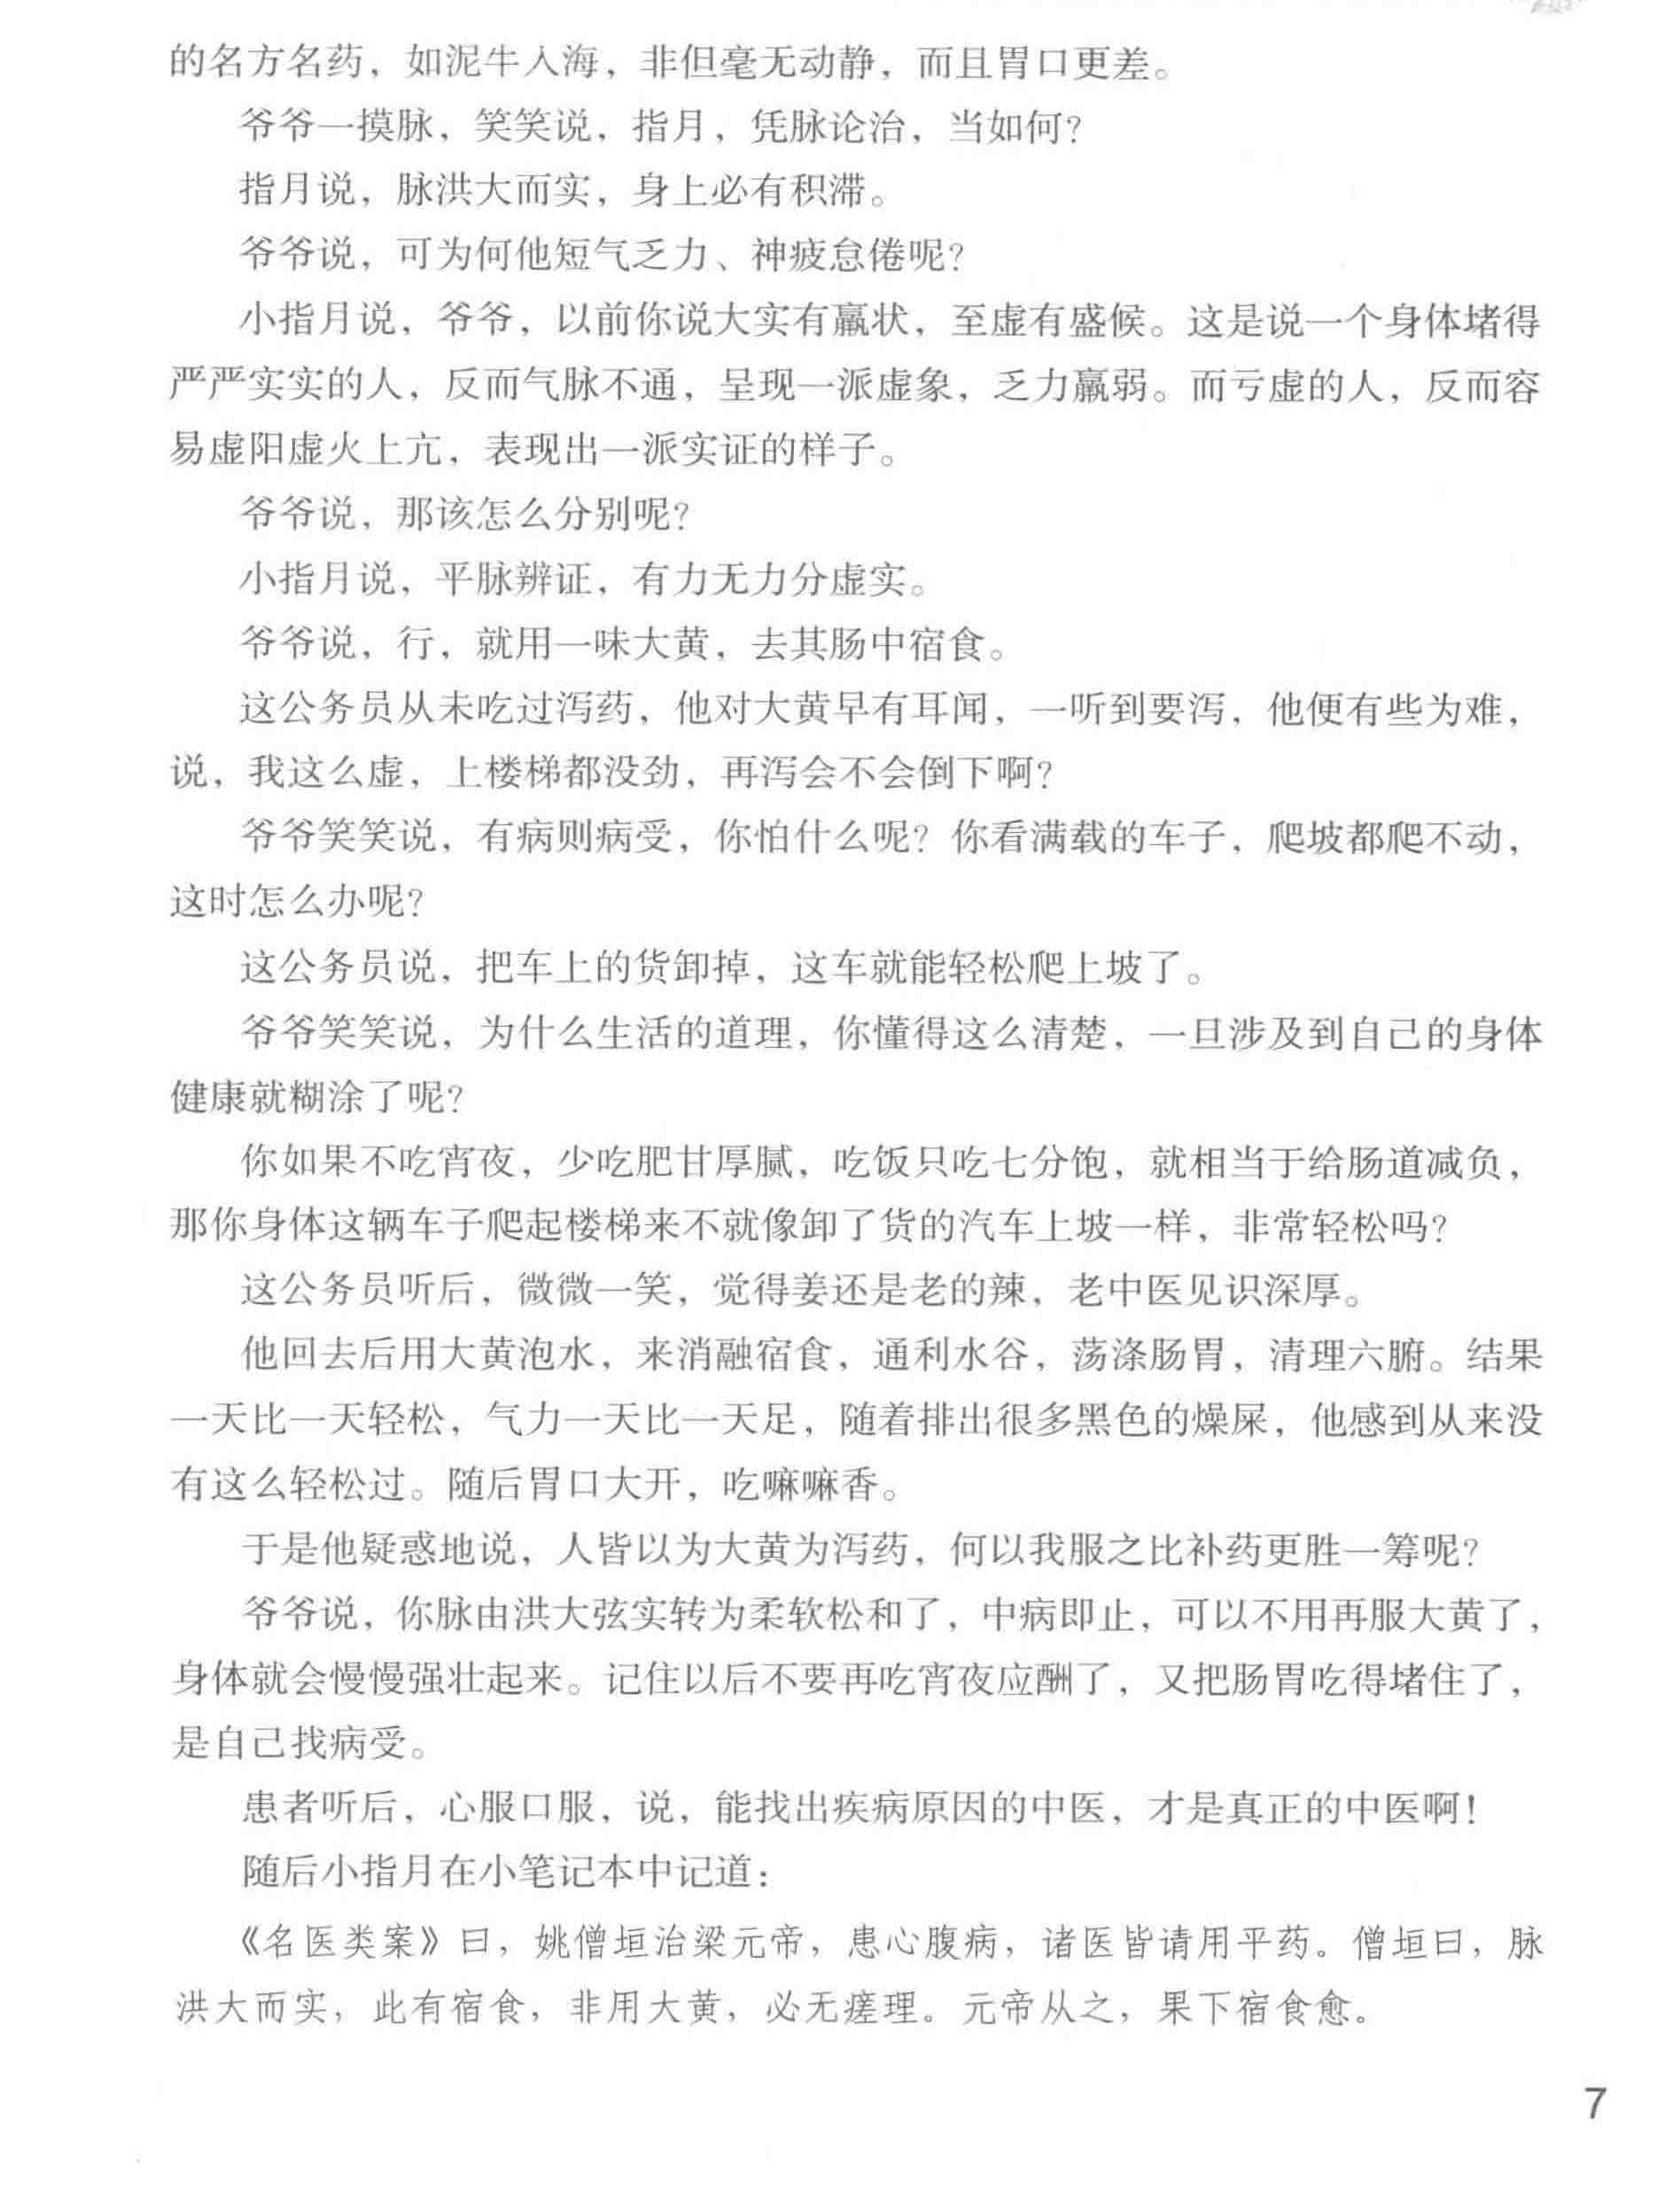 的名方名药，如泥牛入海，非但毫无动静，而且胃口更差。
爷爷一摸脉，笑笑说，指月，凭脉论治，当如何？
指月说，脉洪大而实，身上必有积滞。
爷爷说，可为何他短气乏力、神疲怠倦呢？
小指月说，爷爷，以前你说大实有羸状，至虚有盛候。这是说一个身体堵得
严严实实的人，反而气脉不通，呈现一派虚象，乏力羸弱。而亏虚的人，反而容
易虚阳虚火上亢，表现出一派实证的样子。
爷爷说，那该怎么分别呢？
小指月说，平脉辨证，有力无力分虚实。
爷爷说，行，就用一味大黄，去其肠中宿食。
这公务员从未吃过泻药，他对大黄早有耳闻，一听到要泻，他便有些为难，
说，我这么虚，上楼梯都没劲，再泻会不会倒下啊？
爷爷笑笑说，有病则病受，你怕什么呢？你看满载的车子，爬坡都爬不动，
这时怎么办呢？
这公务员说，把车上的货卸掉，这车就能轻松爬上坡了。
爷爷笑笑说，为什么生活的道理，你懂得这么清楚，一旦涉及到自己的身体
健康就糊涂了呢？
你如果不吃宵夜，少吃肥甘厚腻，吃饭只吃七分饱，就相当于给肠道减负，
那你身体这辆车子爬起楼梯来不就像卸了货的汽车上坡一样，非常轻松吗？
这公务员听后，微微一笑，觉得姜还是老的辣，老中医见识深厚。
他回去后用大黄泡水，来消融宿食，通利水谷，荡涤肠胃，清理六腑。结果
一天比一天轻松，气力一天比一天足，随着排出很多黑色的燥屎，他感到从来没
有这么轻松过。随后胃口大开，吃嘛嘛香。
于是他疑惑地说，人皆以为大黄为泻药，何以我服之比补药更胜一筹呢？
爷爷说，你脉由洪大弦实转为柔软松和了，中病即止，可以不用再服大黄了，
身体就会慢慢强壮起来。记住以后不要再吃宵夜应酬了，又把肠胃吃得堵住了，
是自己找病受。
患者听后，心服口服，说，能找出疾病原因的中医，才是真正的中医啊！
随后小指月在小笔记本中记道：
《名医类案》曰，姚僧垣治梁元帝，患心腹病，诸医皆请用平药。僧垣曰，脉
洪大而实，此有宿食，非用大黄，必无瘥理。元帝从之，果下宿食愈。
7